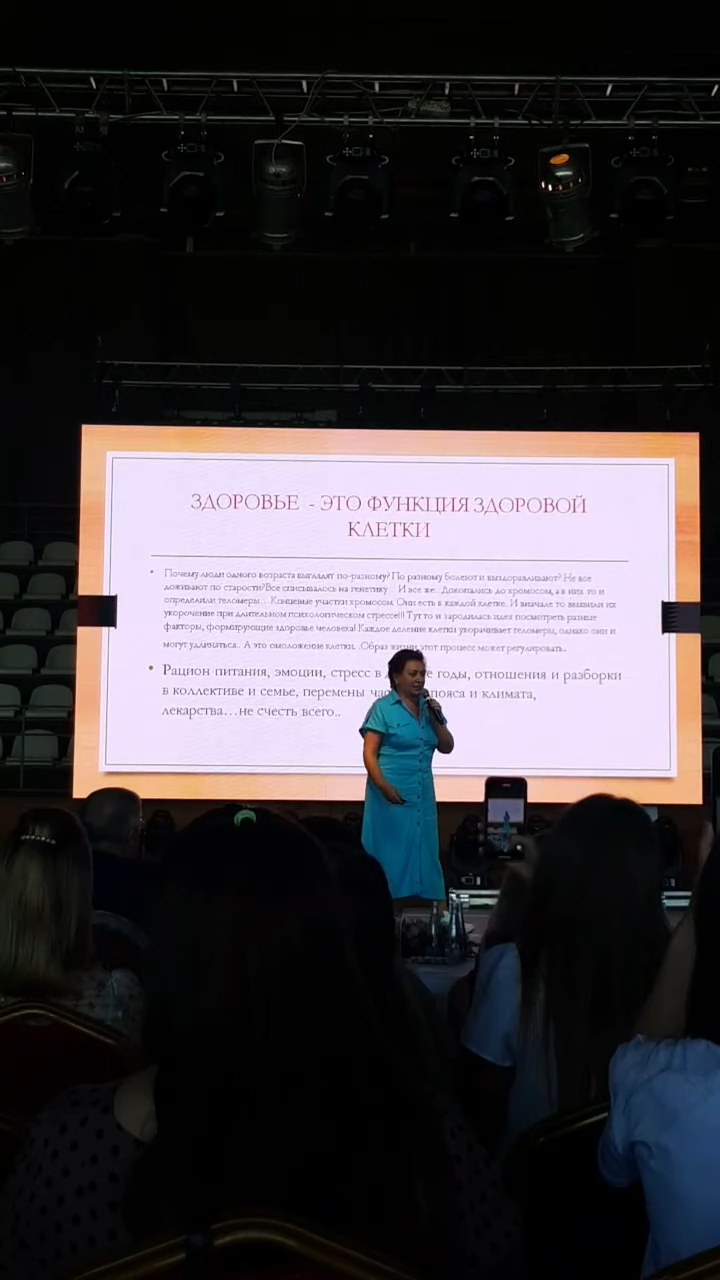 ЗДОРОВЬЕ - ЭТО ФУНКЦИЯ ЗДОРОВОЙ
КЛЕТКИ
• Почему люди одного возраста выглядят по-разному? По разному болеют и выздоравливают? Не все
доживают по старости? Все списывалось на генетику... И все же.. Докопались до хромосом, а в них то и
определили теломеры... Концевые участки хромосом. Они есть в каждой клетке. И вначале то выявили их
укорочение при длительном психологическом стрессе!!! Тут то и зародилась идея посмотреть разные
факторы, формирующие здоровье человека! Каждое деление клетки укорачивает теломеры, однако они и
могут удлиняться.. А это омоложение клетки. Образ жизни этот процесс может регулировать.
• Рацион питания, эмоции, стресс в годы, отношения и разборки
в коллективе и семье, перемены пояса и климата,
лекарства...не счесть всего..